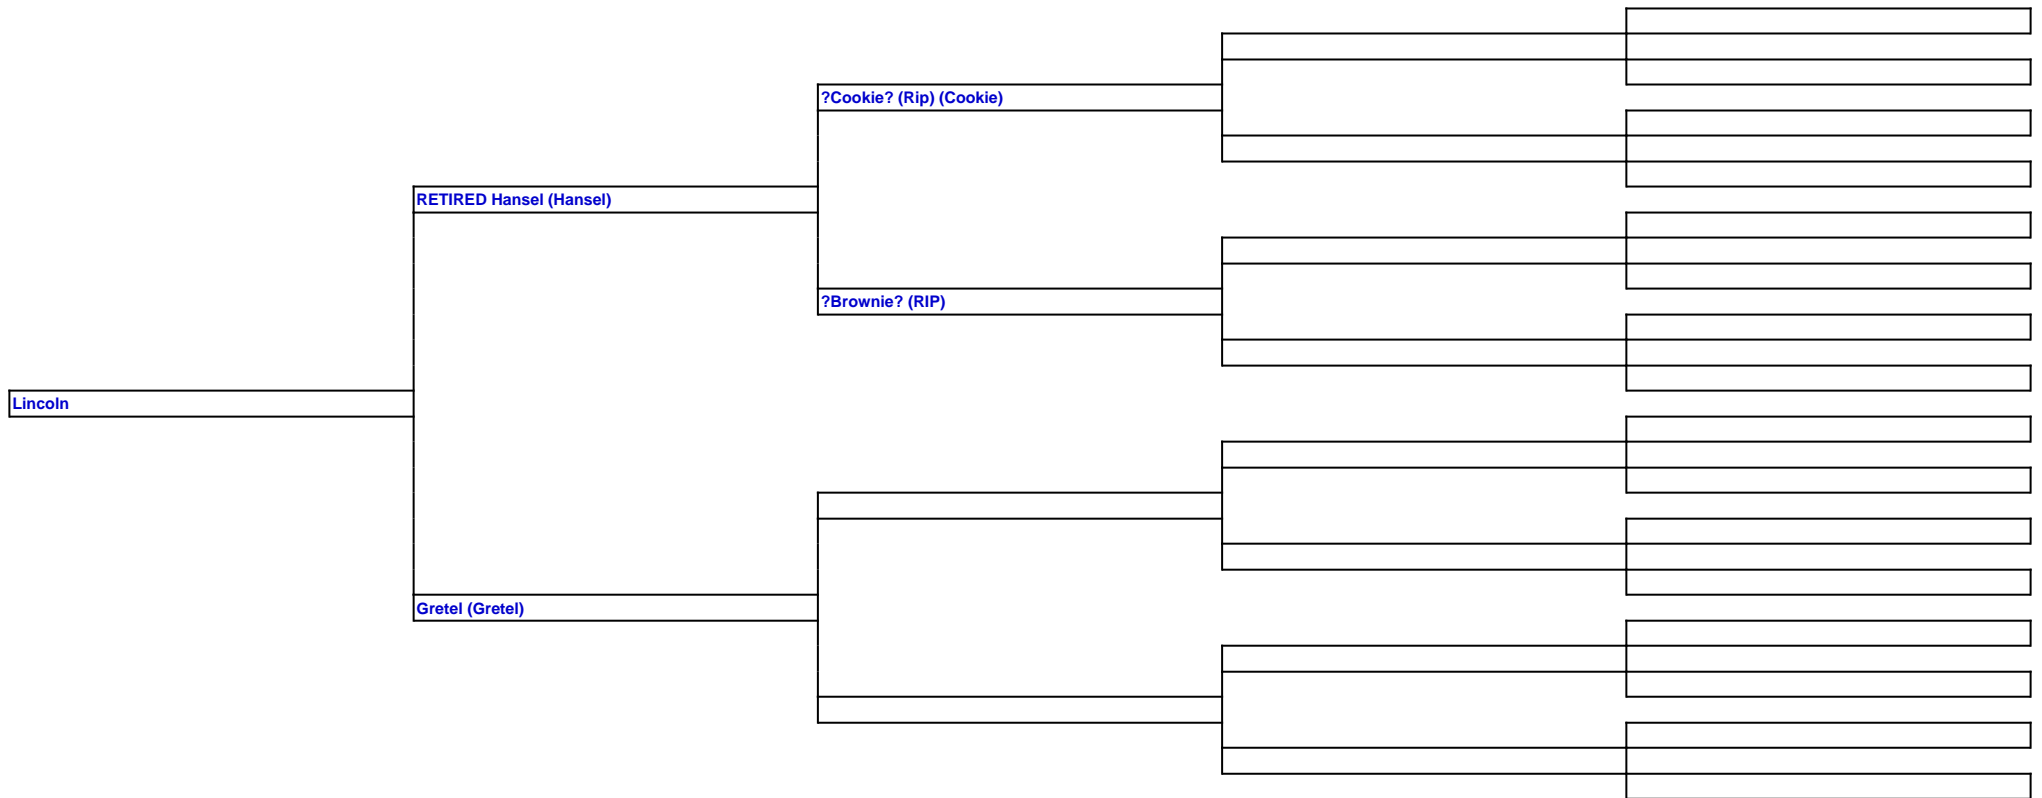 ?Cookie? (Rip) (Cookie)
RETIRED Hansel (Hansel)
?Brownie? (RIP)
Lincoln
Gretel (Gretel)